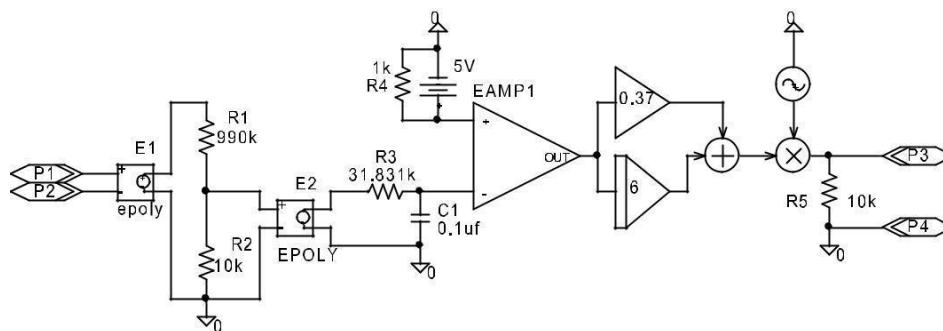 0
0
1k
R4
5V
EAMP1
0.37
R1
990k
+
+
E1
P1
P2
+
-
epoly
R3
31.831k
OUT
-
6
P3
E2
+
-
EPOLY
C1
0.1uf
R5
10k
P4
R2
10k
0
0
0